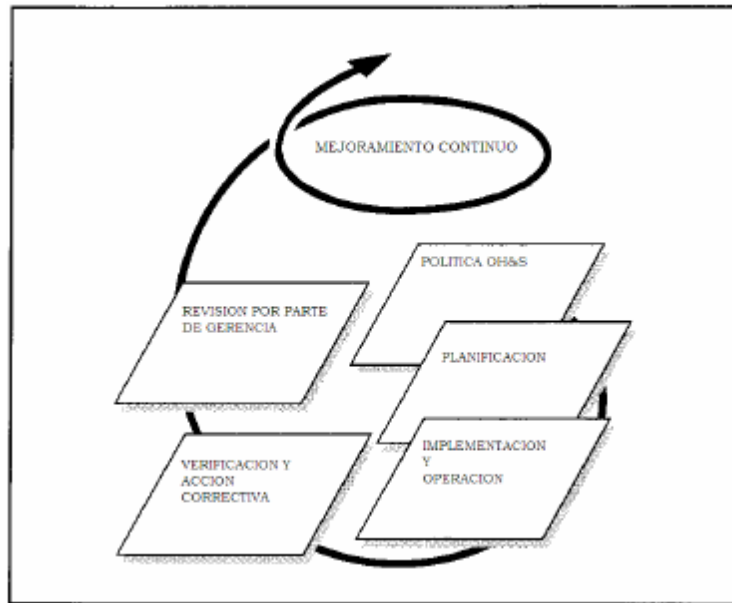 MEJORAMIENTO CONTINUO
POLITICA OH&S
REVISION POR PARTE
DE GERENCIA
PLANIFICACION
IMPLEMENTACION
Y
OPERACION
VERIFICACION Y
ACCION
CORRECTIVA